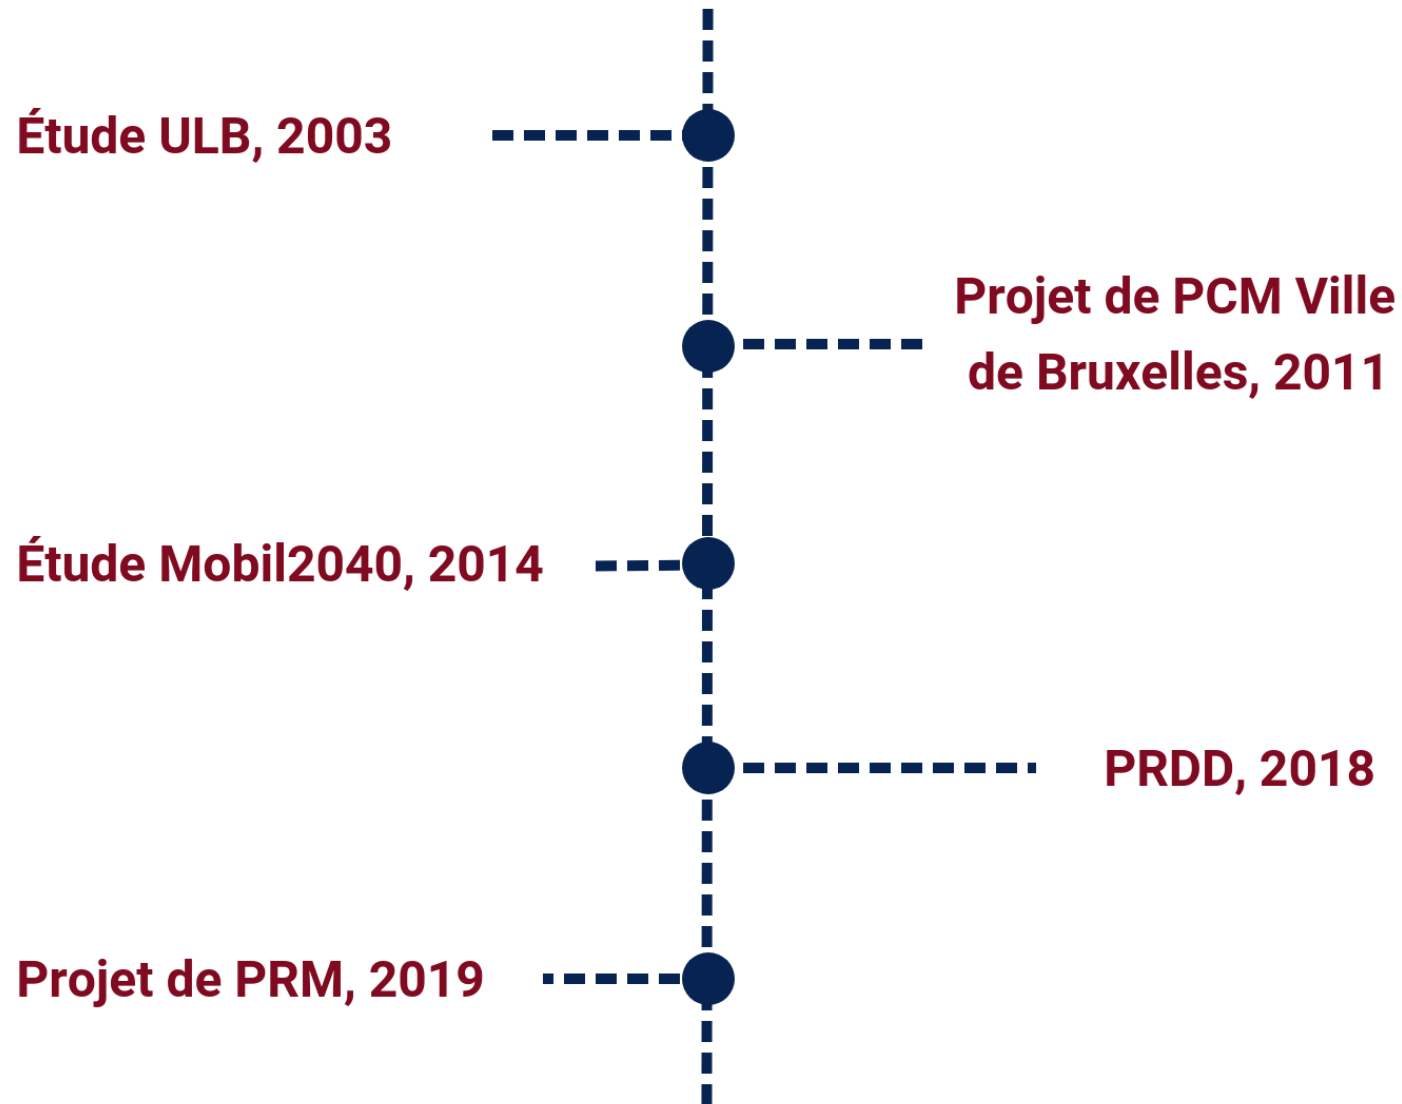 Étude ULB, 2003
Projet de PCM Ville
de Bruxelles, 2011
Étude Mobil2040, 2014
PRDD, 2018
Projet de PRM, 2019